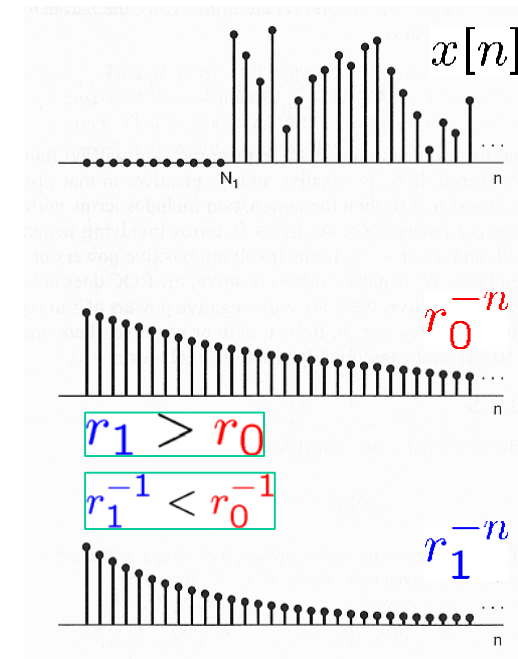 x[n]
N₁
...
n
r₀⁻ⁿ
...
n
r₁ > r₀
r₁⁻¹ < r₀⁻¹
r₁⁻ⁿ
...
n